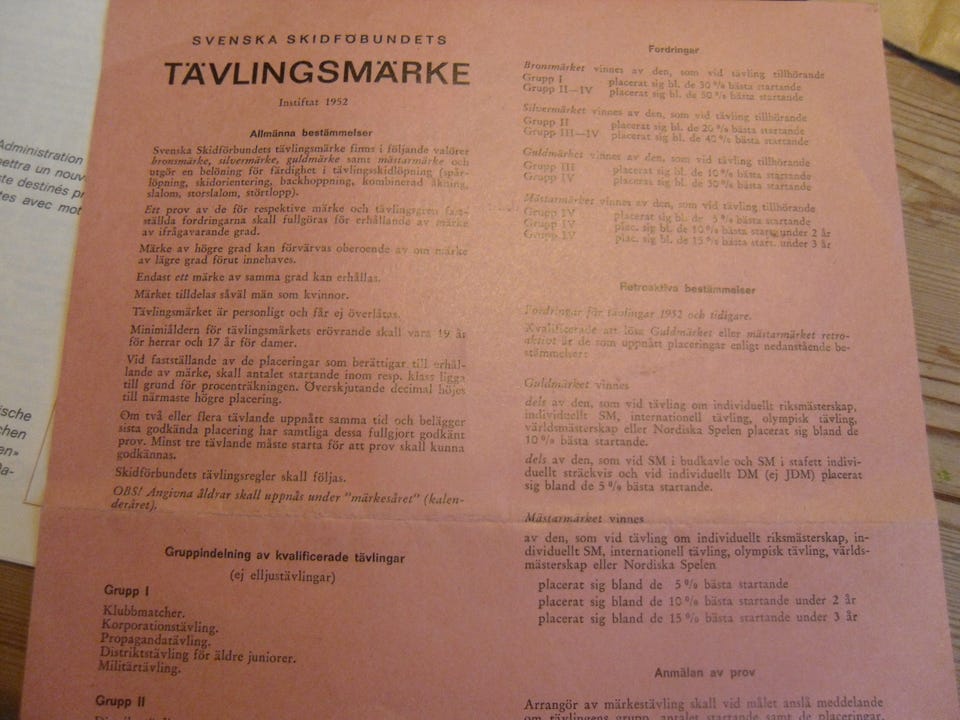 SVENSKA SKIDFÖBUNDETS
TÄVLINGSMÄRKE
Instiftat 1952
Allmänna bestämmelser
Svenska Skidförbundets tävlingsmärke finns i följande valörer
bronsmärke, silvermärke, guldmärke samt mästarmärke och
utgör en belöning för färdighet i tävlingsskidlöpning (spår-
löpning, skidorientering, backhoppning, kombinerad åkning,
slalom, storslalom, störtlopp).
Ett prov av de för respektive märke och tävlingsgren fast-
ställda fordringarna skall fullgöras för erhållande av märke
av ifrågavarande grad.
Märke av högre grad kan förvärvas oberoende av om märke
av lägre grad förut innehaves.
Endast ett märke av samma grad kan erhållas.
Märket tilldelas såväl män som kvinnor.
Tävlingsmärket är personligt och får ej överlåtas.
Minimiåldern för tävlingsmärkets erövrande skall vara 19 år
för herrar och 17 år för damer.
Vid fastställande av de placeringar som berättigar till erhål-
lande av märke, skall antalet startande inom resp. klass ligga
till grund för procenträkningen. Överskjutande decimal höjes
till närmaste högre placering.
Om två eller flera tävlande uppnått samma tid och belägger
sista godkända placering har samtliga dessa fullgjort godkänt
prov. Minst tre tävlande måste starta för att prov skall kunna
godkännas.
Skidförbundets tävlingsregler skall följas.
OBS! Angivna åldrar skall uppnås under "märkesåret" (kalen-
deråret).
Gruppindelning av kvalificerade tävlingar
(ej elljustävlingar)
Grupp I
Klubbmatcher.
Korporationstävling.
Propagandatävling.
Distriktstävling för äldre juniorer.
Militärtävling.
Grupp II
Fordringar
Bronsmärket vinnes av den, som vid tävling tillhörande
Grupp I placerat sig bl. de 30 % bästa startande
Grupp II—IV placerat sig bl. de 50 % bästa startande
Silvermärket vinnes av den, som vid tävling tillhörande
Grupp II placerat sig bl. de 20 % bästa startande
Grupp III—IV placerat sig bl. de 40 % bästa startande
Guldmärket vinnes av den, som vid tävling tillhörande
Grupp III placerat sig bl. de 10 % bästa startande
Grupp IV placerat sig bl. de 30 % bästa startande
Mästarmärket vinnes av den, som vid tävling tillhörande
Grupp IV placerat sig bl. de 5 % bästa startande
Grupp IV plac. sig bl. de 10 % bästa start. under 2 år
Grupp IV plac. sig bl. de 15 % bästa start. under 3 år
Retroaktiva bestämmelser
Fordringar för tävlingar 1952 och tidigare.
Kvalificerade att lösa Guldmärket eller mästarmärket retro-
aktivt är de som uppnått placeringar enligt nedanstående be-
stämmelser:
Guldmärket vinnes
dels av den, som vid tävling om individuellt riksmästerskap,
individuellt SM, internationell tävling, olympisk tävling,
världsmästerskap eller Nordiska Spelen placerat sig bland de
10 % bästa startande.
dels av den, som vid SM i budkavle och SM i stafett indivi-
duellt sträckvis och vid individuellt DM (ej JDM) placerat
sig bland de 5 % bästa startande.
Mästarmärket vinnes
av den, som vid tävling om individuellt riksmästerskap, in-
dividuellt SM, internationell tävling, olympisk tävling, världs-
mästerskap eller Nordiska Spelen
placerat sig bland de 5 % bästa startande
placerat sig bland de 10 % bästa startande under 2 år
placerat sig bland de 15 % bästa startande under 3 år
Anmälan av prov
Arrangör av märkestävling skall vid målet anslå meddelande
om tävlingens grupp, antalet startande samt de placeringar
Administration
ettra un nouv
te destinés pr
tes avec mot
sche
chen
en»
Da-